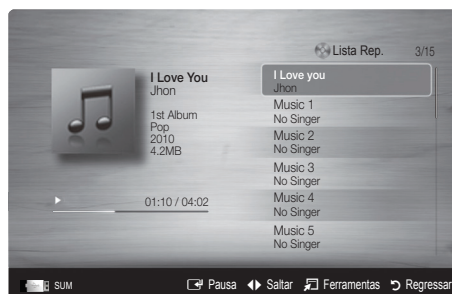 Lista Rep. 3/15
I Love You
Jhon
1st Album
Pop
2010
4.2MB
01:10 / 04:02
I Love you
Jhon
Music 1
No Singer
Music 2
No Singer
Music 3
No Singer
Music 4
No Singer
Music 5
No Singer
SUM Pausa Saltar Ferramentas Regressar